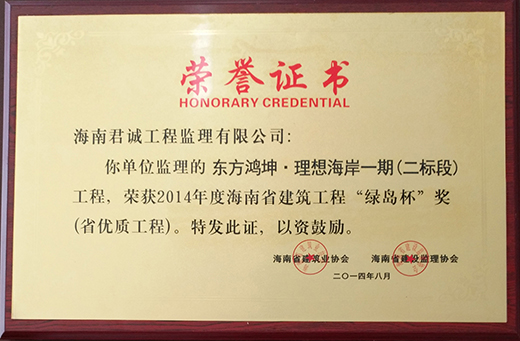 荣誉证书
HONORARY CREDENTIAL
海南君诚工程监理有限公司:
你单位监理的 东方鸿坤·理想海岸一期(二标段)
工程, 荣获2014年度海南省建筑工程“绿岛杯”奖
(省优质工程)。特发此证, 以资鼓励。
海南省建筑业协会 海南省建设监理协会
二〇一四年八月